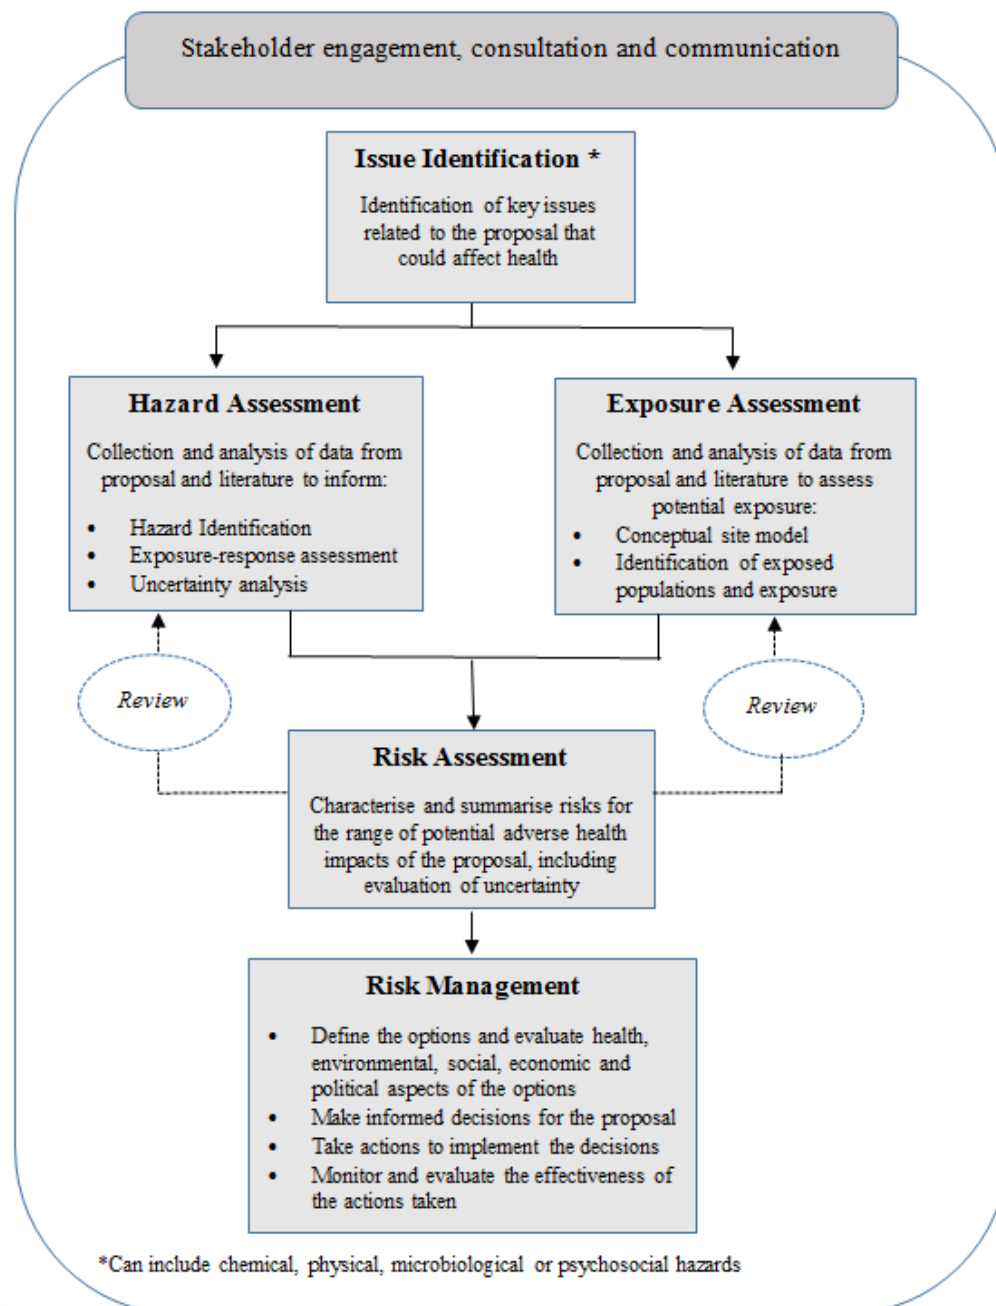 Stakeholder engagement, consultation and communication
Issue Identification *
Identification of key issues
related to the proposal that
could affect health
Hazard Assessment
Collection and analysis of data from
proposal and literature to inform:
• Hazard Identification
• Exposure-response assessment
• Uncertainty analysis
Exposure Assessment
Collection and analysis of data from
proposal and literature to assess
potential exposure:
• Conceptual site model
• Identification of exposed
populations and exposure
Review
Review
Risk Assessment
Characterise and summarise risks for
the range of potential adverse health
impacts of the proposal, including
evaluation of uncertainty
Risk Management
• Define the options and evaluate health,
environmental, social, economic and
political aspects of the options
• Make informed decisions for the proposal
• Take actions to implement the decisions
• Monitor and evaluate the effectiveness of
the actions taken
*Can include chemical, physical, microbiological or psychosocial hazards